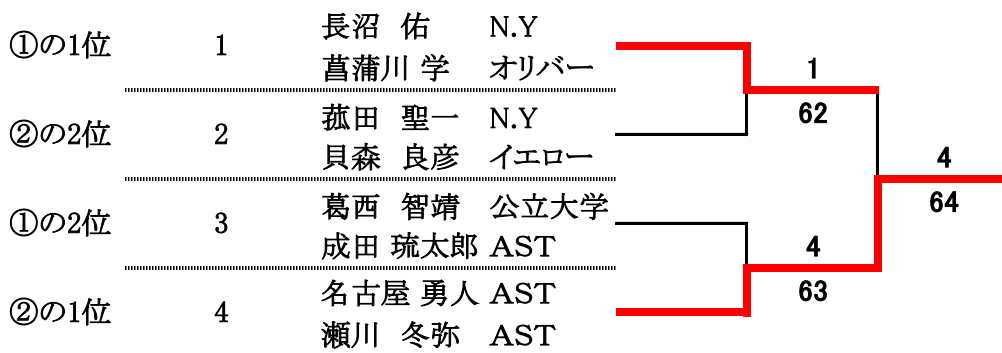 ①の1位 1 長沼 佑 N.Y
菖蒲川 学 オリバー
②の2位 2 菰田 聖一 N.Y
貝森 良彦 イエロー
①の2位 3 葛西 智靖 公立大学
成田 琉太郎 AST
②の1位 4 名古屋 勇人 AST
瀬川 冬弥 AST
1
62
4
63
4
64